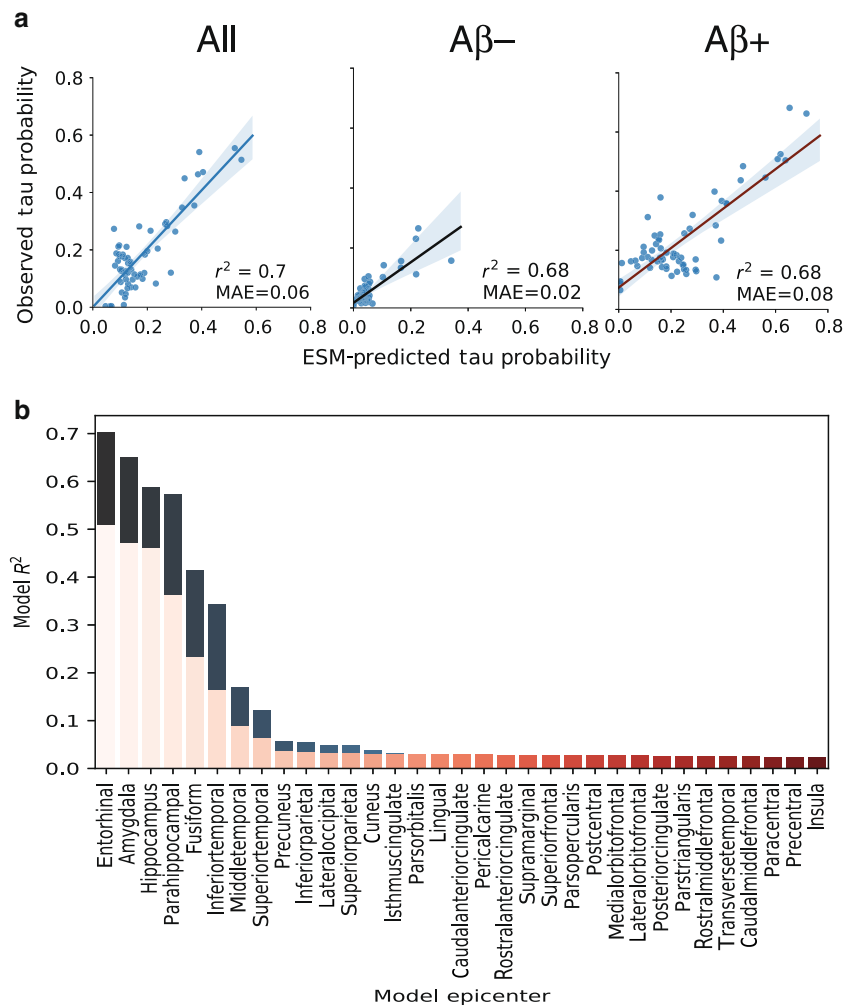 a
All
Aβ−
Aβ+
Observed tau probability
0.8
0.6
0.4
0.2
0.0
r² = 0.7
MAE=0.06
r² = 0.68
MAE=0.02
r² = 0.68
MAE=0.08
0.0 0.2 0.4 0.6 0.8
0.0 0.2 0.4 0.6 0.8
0.0 0.2 0.4 0.6 0.8
ESM-predicted tau probability
b
Model R²
0.7
0.6
0.5
0.4
0.3
0.2
0.1
0.0
Entorhinal
Amygdala
Hippocampus
Parahippocampal
Fusiform
Inferiortemporal
Middletemporal
Superiortemporal
Precuneus
Inferiorparietal
Lateraloccipital
Superiorparietal
Cuneus
Isthmuscingulate
Parsorbitalis
Lingual
Caudalanteriorcingulate
Pericalcarine
Rostralanteriorcingulate
Supramarginal
Superiorfrontal
Parsopercularis
Postcentral
Medialorbitofrontal
Lateralorbitofrontal
Posteriorcingulate
Parstriangularis
Rostralmiddlefrontal
Transversetemporal
Caudalmiddlefrontal
Paracentral
Precentral
Insula
Model epicenter